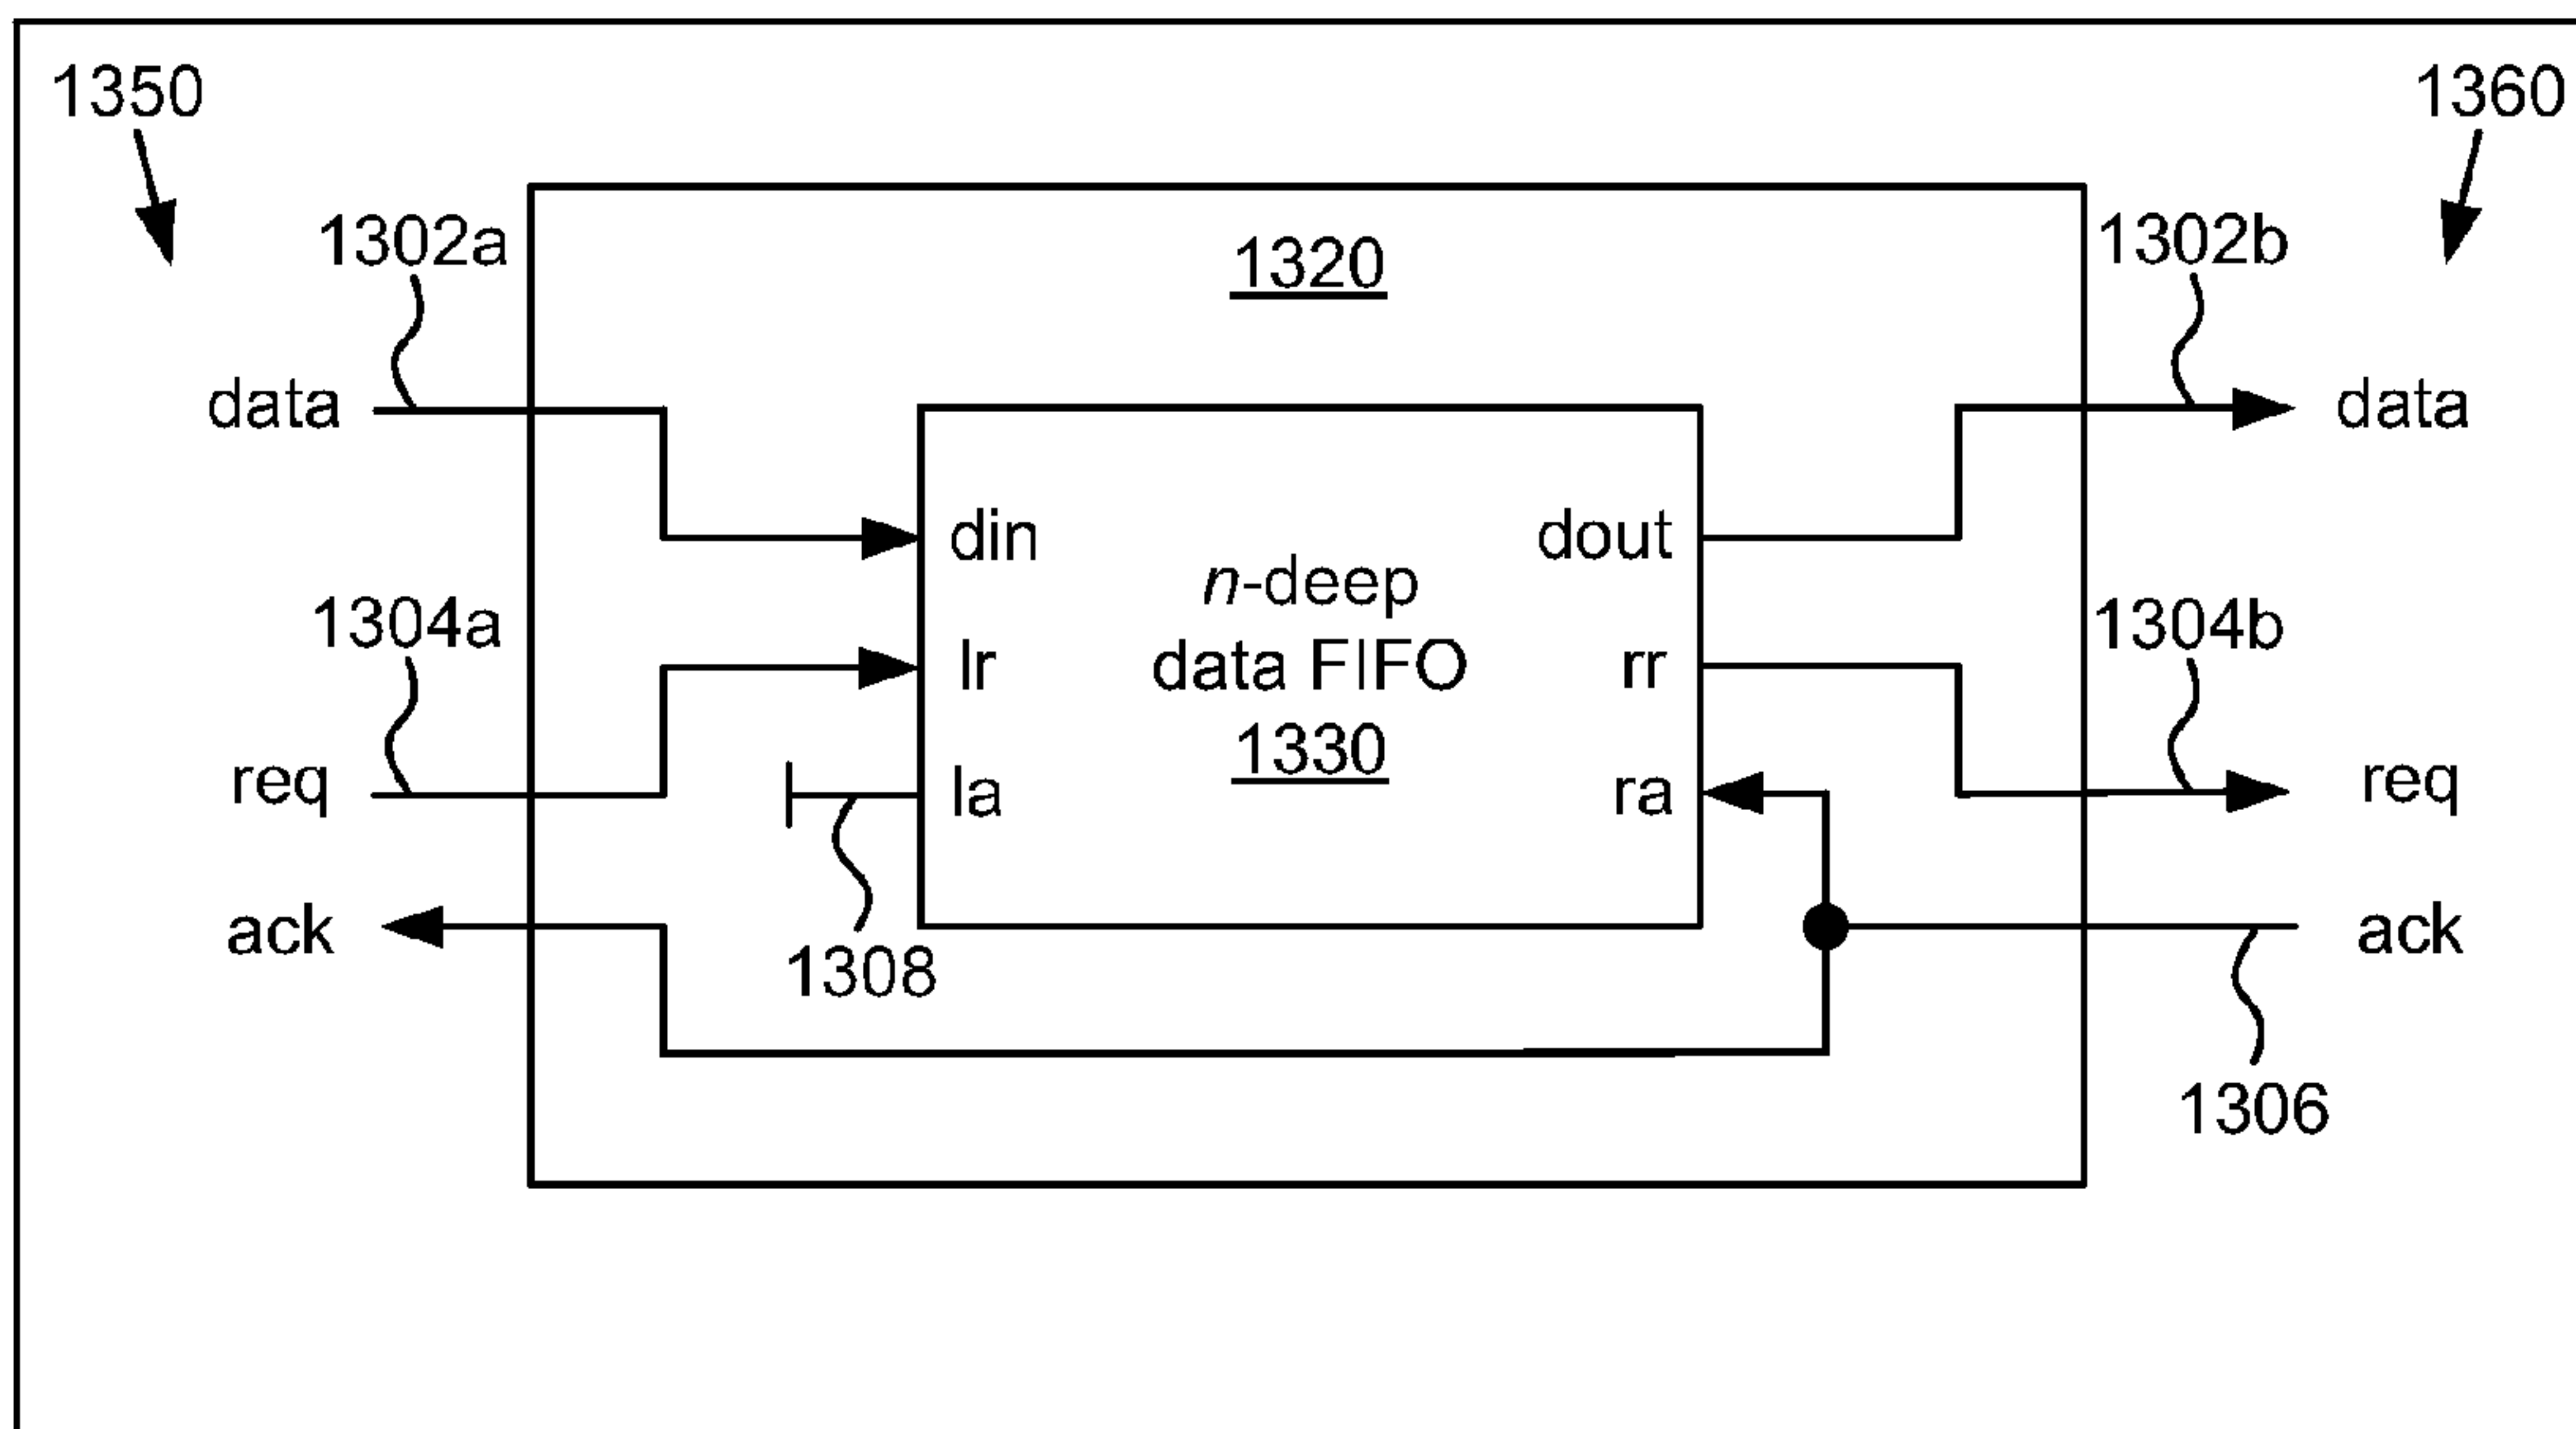 1350
1360
1302a
1302b
1320
data
data
din
dout
n-deep
1304a
1304b
lr
data FIFO
rr
1330
req
la
ra
req
ack
ack
1308
1306